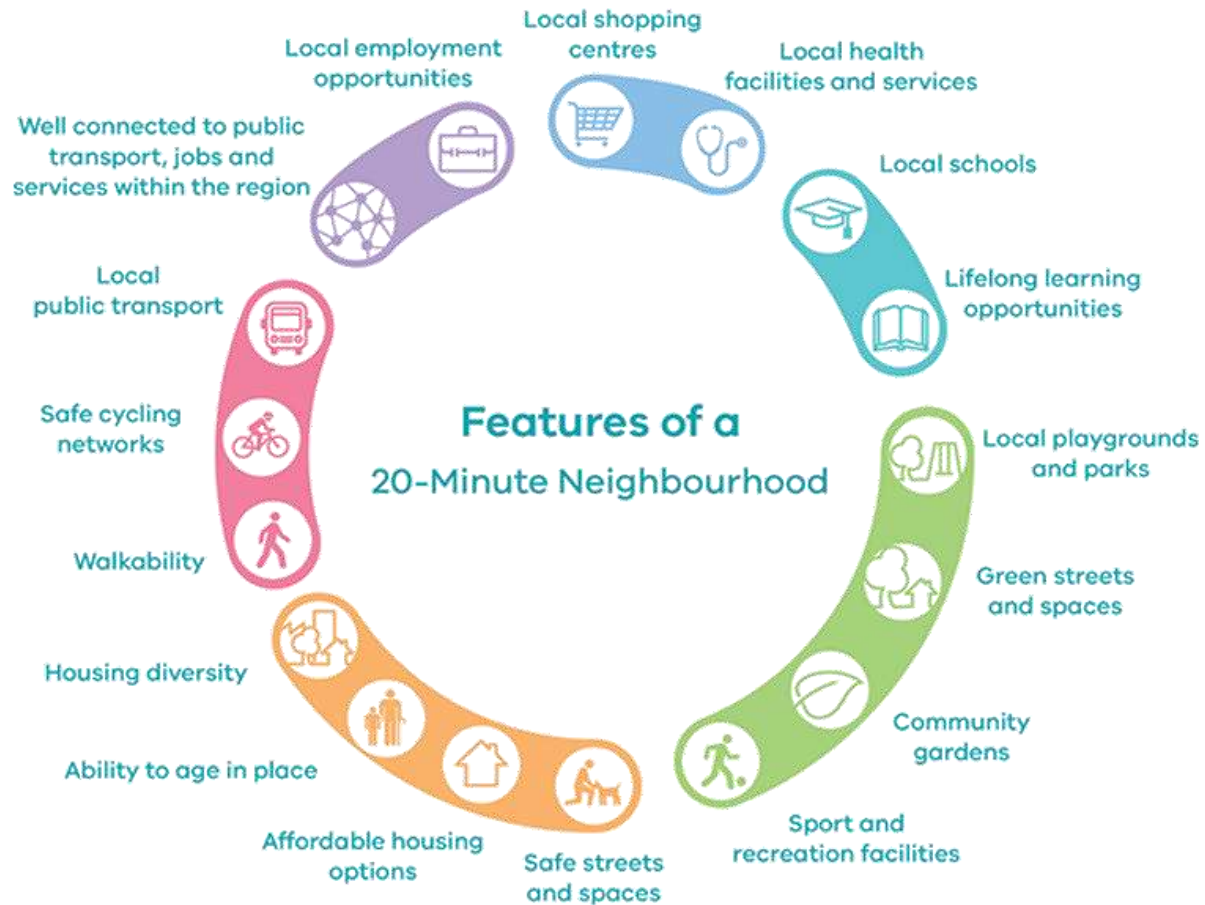 Features of a
20-Minute Neighbourhood
Local shopping
centres
Local health
facilities and services
Local schools
Lifelong learning
opportunities
Local playgrounds
and parks
Green streets
and spaces
Community
gardens
Sport and
recreation facilities
Safe streets
and spaces
Affordable housing
options
Ability to age in place
Housing diversity
Walkability
Safe cycling
networks
Local
public transport
Well connected to public
transport, jobs and
services within the region
Local employment
opportunities